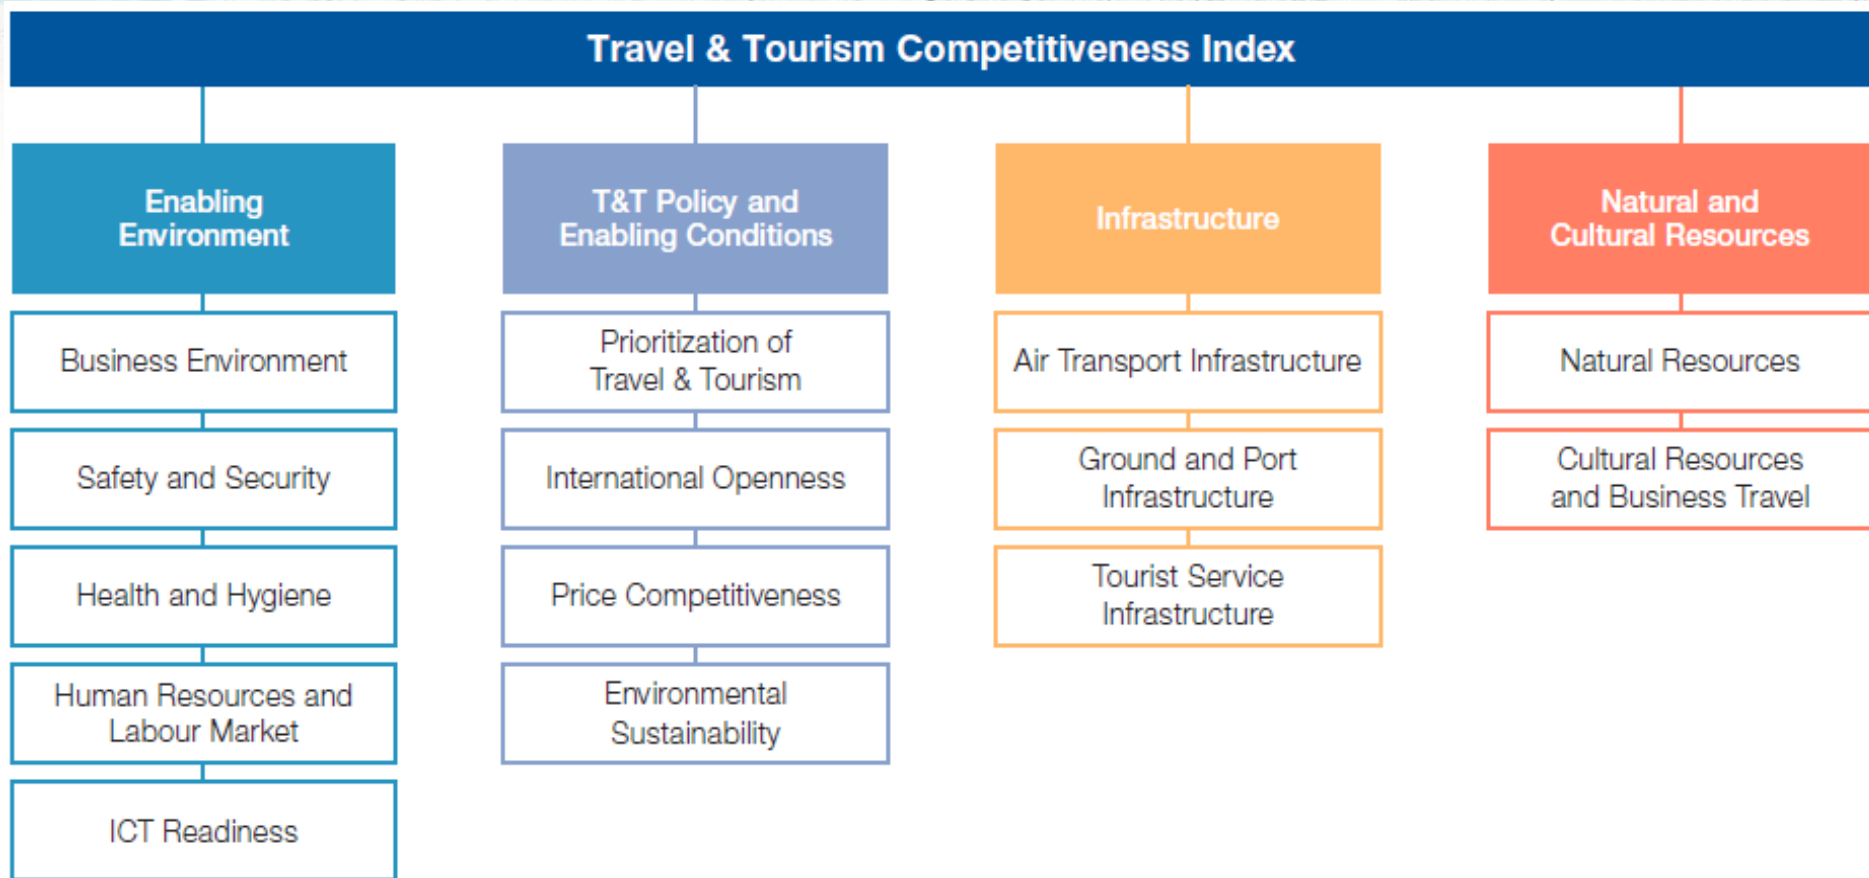 Travel & Tourism Competitiveness Index
Enabling
Environment
Business Environment
Safety and Security
Health and Hygiene
Human Resources and
Labour Market
ICT Readiness
T&T Policy and
Enabling Conditions
Prioritization of
Travel & Tourism
International Openness
Price Competitiveness
Environmental
Sustainability
Infrastructure
Air Transport Infrastructure
Ground and Port
Infrastructure
Tourist Service
Infrastructure
Natural and
Cultural Resources
Natural Resources
Cultural Resources
and Business Travel